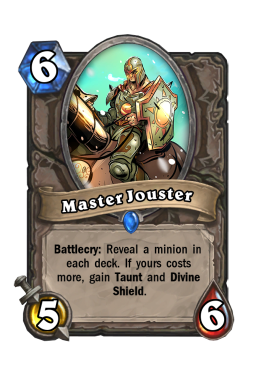 6
Master Jouster
Battlecry: Reveal a minion in
each deck. If yours costs
more, gain Taunt and Divine
Shield.
5
6